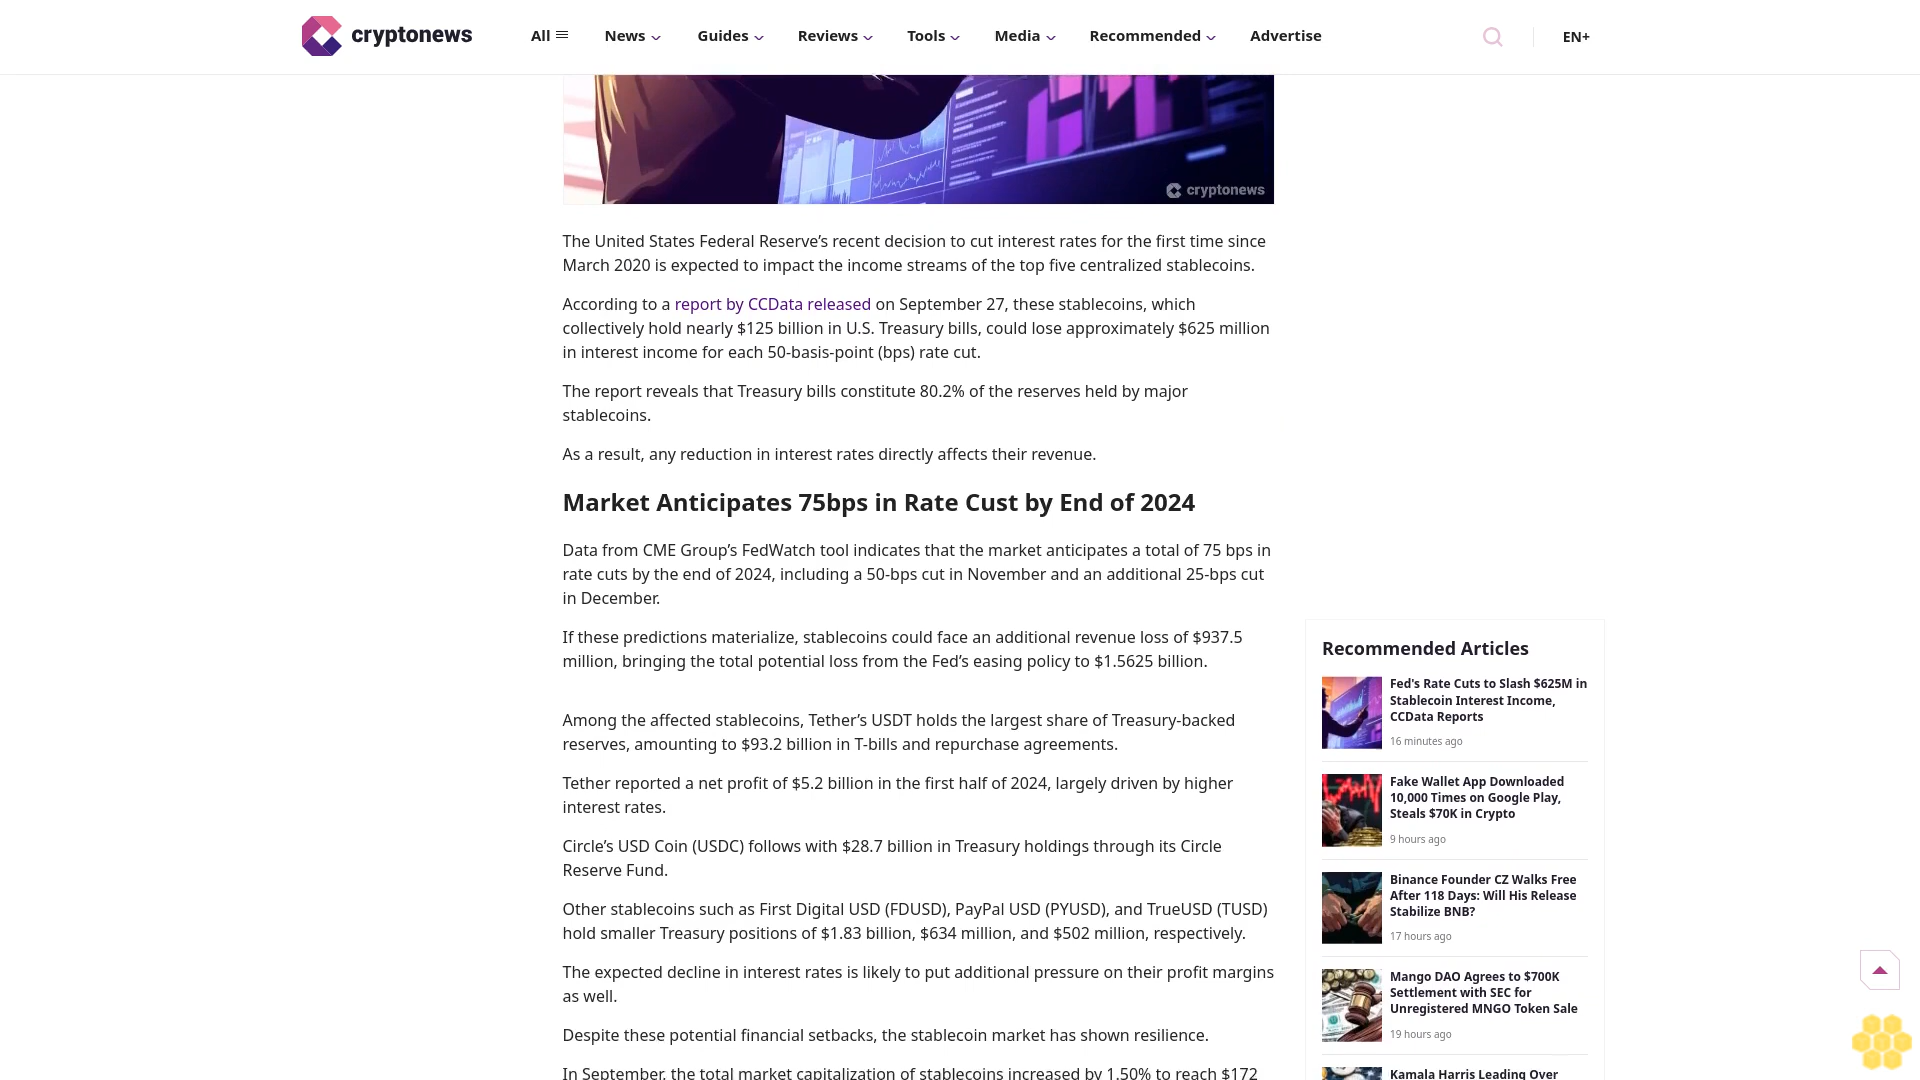 cryptonews
All
News
Guides
Reviews
Tools
Media
Recommended
Advertise
EN+
cryptonews
The United States Federal Reserve’s recent decision to cut interest rates for the first time since
March 2020 is expected to impact the income streams of the top five centralized stablecoins.
According to a report by CCData released on September 27, these stablecoins, which
collectively hold nearly $125 billion in U.S. Treasury bills, could lose approximately $625 million
in interest income for each 50-basis-point (bps) rate cut.
The report reveals that Treasury bills constitute 80.2% of the reserves held by major
stablecoins.
As a result, any reduction in interest rates directly affects their revenue.
Market Anticipates 75bps in Rate Cust by End of 2024
Data from CME Group’s FedWatch tool indicates that the market anticipates a total of 75 bps in
rate cuts by the end of 2024, including a 50-bps cut in November and an additional 25-bps cut
in December.
If these predictions materialize, stablecoins could face an additional revenue loss of $937.5
million, bringing the total potential loss from the Fed’s easing policy to $1.5625 billion.
Among the affected stablecoins, Tether’s USDT holds the largest share of Treasury-backed
reserves, amounting to $93.2 billion in T-bills and repurchase agreements.
Tether reported a net profit of $5.2 billion in the first half of 2024, largely driven by higher
interest rates.
Circle’s USD Coin (USDC) follows with $28.7 billion in Treasury holdings through its Circle
Reserve Fund.
Other stablecoins such as First Digital USD (FDUSD), PayPal USD (PYUSD), and TrueUSD (TUSD)
hold smaller Treasury positions of $1.83 billion, $634 million, and $502 million, respectively.
The expected decline in interest rates is likely to put additional pressure on their profit margins
as well.
Despite these potential financial setbacks, the stablecoin market has shown resilience.
In September, the total market capitalization of stablecoins increased by 1.50% to reach $172
Recommended Articles
Fed's Rate Cuts to Slash $625M in
Stablecoin Interest Income,
CCData Reports
16 minutes ago
Fake Wallet App Downloaded
10,000 Times on Google Play,
Steals $70K in Crypto
9 hours ago
Binance Founder CZ Walks Free
After 118 Days: Will His Release
Stabilize BNB?
17 hours ago
Mango DAO Agrees to $700K
Settlement with SEC for
Unregistered MNGO Token Sale
19 hours ago
Kamala Harris Leading Over